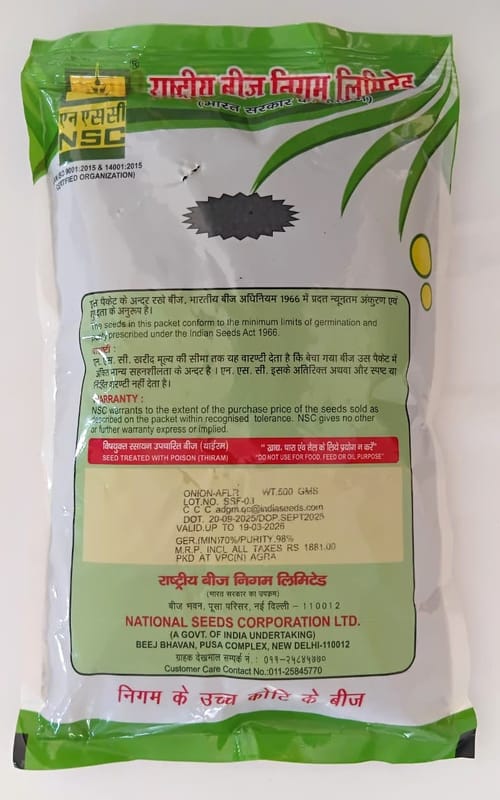 राष्ट्रीय बीज निगम लिमिटेड
(भारत सरकार
एन एस सी
NSC
®
ISO 9001:2015 & 14001:2015
CERTIFIED ORGANIZATION)
पैकेट के अन्दर रखे बीज, भारतीय बीज अधिनियम 1966 में प्रदत न्यूनतम अंकुरण एवं
के अनुरूप है।
The seeds in this packet conform to the minimum limits of germination and
purity prescribed under the Indian Seeds Act 1966.
एन. एस. सी. खरीद मूल्य की सीमा तक यह वारण्टी देता है कि बेचा गया बीज उस पैकेट में
मान्य सहनशीलता के अन्दर है । एन. एस. सी. इसके अतिरिक्त अथवा और स्पष्ट या
गारण्टी नहीं देता है।
WARRANTY :
NSC warrants to the extent of the purchase price of the seeds sold as
described on the packet within recognised tolerance. NSC gives no other
or further warranty express or implied.
विषयुक्त रसायन उपचारित बीज (थाईरम)
SEED TREATED WITH POISON (THIRAM)
" खाद्य, चारा एवं तेल के लिये प्रयोग न करें"
"DO NOT USE FOR FOOD, FEED OR OIL PURPOSE"
ONION-AFLR WT.500 GMS
LOT.NO. SSF-01
C C C adgm.qc@indiaseeds.com
DOT. 20-09-2025/DOP.SEPT2025
VALID.UP TO 19-03-2026
GER.(MIN)70%/PURITY.98%
M.R.P. INCL ALL TAXES RS 1881.00
PKD AT VPC(N) AGRA
राष्ट्रीय बीज निगम लिमिटेड
(भारत सरकार का उपक्रम)
बीज भवन, पूसा परिसर, नई दिल्ली - 110012
NATIONAL SEEDS CORPORATION LTD.
(A GOVT. OF INDIA UNDERTAKING)
BEEJ BHAVAN, PUSA COMPLEX, NEW DELHI-110012
ग्राहक देखभाल सम्पर्क नं. : ०११-२५८४५७७०
Customer Care Contact No.:011-25845770
निगम के उच्च कोटि के बीज